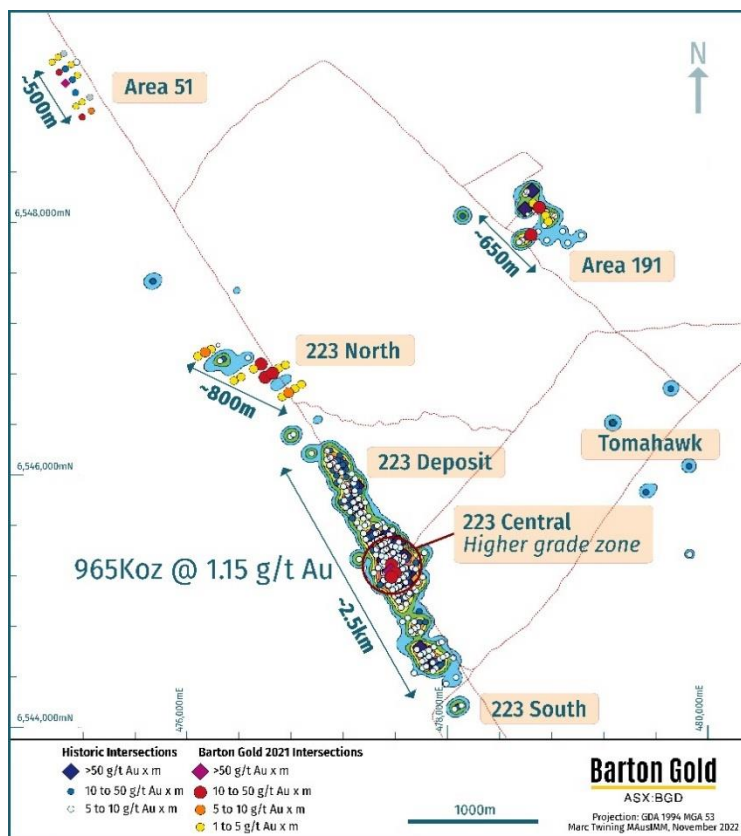 N
Area 51
~500m
6,548,000mN
~650m
Area 191
223 North
~800m
Tomahawk
6,546,000mN
223 Deposit
223 Central
Higher grade zone
965Koz @ 1.15 g/t Au
~2.5km
476,000mE
478,000mE
480,000mE
223 South
6,544,000mN
Historic Intersections
>50 g/t Au x m
10 to 50 g/t Au x m
5 to 10 g/t Au x m
Barton Gold 2021 Intersections
>50 g/t Au x m
10 to 50 g/t Au x m
5 to 10 g/t Au x m
1 to 5 g/t Au x m
1000m
Barton Gold
ASX:BGD
Projection: GDA 1994 MGA 53
Marc Twining MAusIMM, November 2022